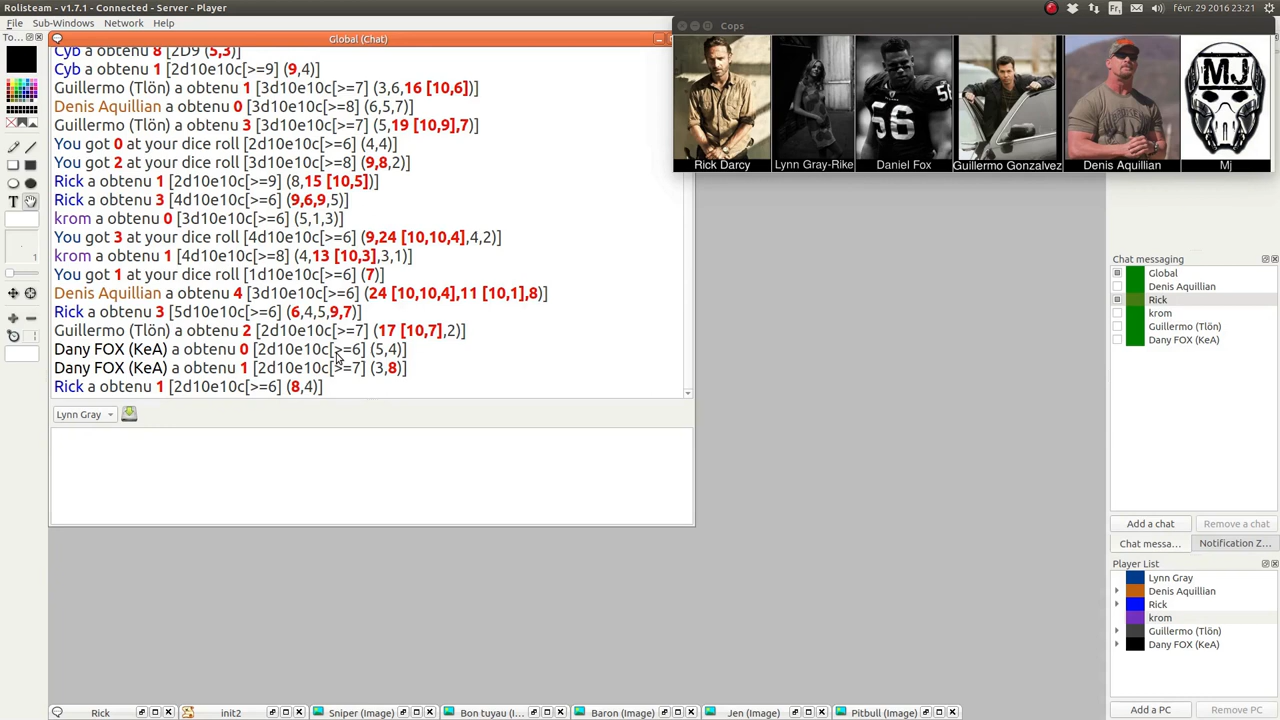 Rolisteam - v1.7.1 - Connected - Server - Player
Fr
févr. 29 2016 23:21
File Sub-Windows Network Help
To...
Global (Chat)
Cops
Cyb a obtenu 8 [2D9 (5,3)]
Cyb a obtenu 1 [2d10e10c[>=9] (9,4)]
Guillermo (Tlön) a obtenu 1 [3d10e10c[>=7] (3,6,16 [10,6])]
Denis Aquillian a obtenu 0 [3d10e10c[>=8] (6,5,7)]
Guillermo (Tlön) a obtenu 3 [3d10e10c[>=7] (5,19 [10,9],7)]
You got 0 at your dice roll [2d10e10c[>=6] (4,4)]
You got 2 at your dice roll [3d10e10c[>=8] (9,8,2)]
Rick a obtenu 1 [2d10e10c[>=9] (8,15 [10,5])]
Rick a obtenu 3 [4d10e10c[>=6] (9,6,9,5)]
krom a obtenu 0 [3d10e10c[>=6] (5,1,3)]
You got 3 at your dice roll [4d10e10c[>=6] (9,24 [10,10,4],4,2)]
krom a obtenu 1 [4d10e10c[>=8] (4,13 [10,3],3,1)]
You got 1 at your dice roll [1d10e10c[>=6] (7)]
Denis Aquillian a obtenu 4 [3d10e10c[>=6] (24 [10,10,4],11 [10,1],8)]
Rick a obtenu 3 [5d10e10c[>=6] (6,4,5,9,7)]
Guillermo (Tlön) a obtenu 2 [2d10e10c[>=7] (17 [10,7],2)]
Dany FOX (KeA) a obtenu 0 [2d10e10c[>=6] (5,4)]
Dany FOX (KeA) a obtenu 1 [2d10e10c[>=7] (3,8)]
Rick a obtenu 1 [2d10e10c[>=6] (8,4)]
Lynn Gray
56
MJ
Rick Darcy
Lynn Gray-Rike
Daniel Fox
Guillermo Gonzalvez
Denis Aquillian
Mj
T
1
Chat messaging
Global
Denis Aquillian
Rick
krom
Guillermo (Tlön)
Dany FOX (KeA)
Add a chat Remove a chat
Chat messa... Notification Z...
Player List
Lynn Gray
Denis Aquillian
Rick
krom
Guillermo (Tlön)
Dany FOX (KeA)
Add a PC Remove PC
Rick
init2
Sniper (Image)
Bon tuyau (I...
Baron (Image)
Jen (Image)
Pitbull (Image)